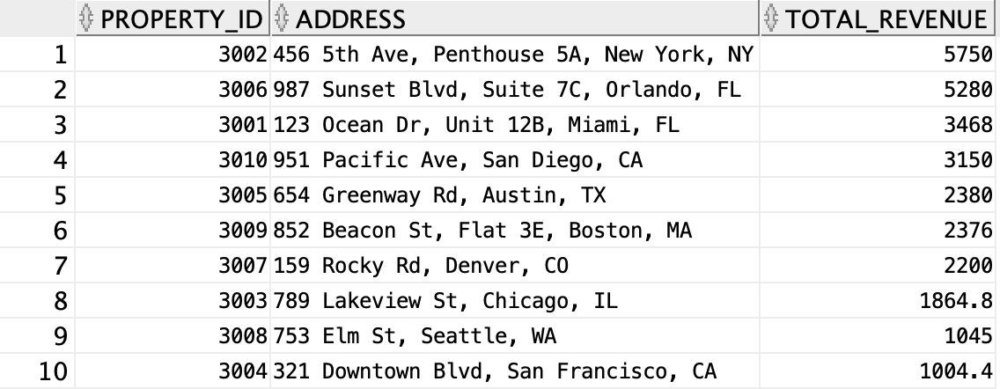 PROPERTY_ID ADDRESS TOTAL_REVENUE
1 3002 456 5th Ave, Penthouse 5A, New York, NY 5750
2 3006 987 Sunset Blvd, Suite 7C, Orlando, FL 5280
3 3001 123 Ocean Dr, Unit 12B, Miami, FL 3468
4 3010 951 Pacific Ave, San Diego, CA 3150
5 3005 654 Greenway Rd, Austin, TX 2380
6 3009 852 Beacon St, Flat 3E, Boston, MA 2376
7 3007 159 Rocky Rd, Denver, CO 2200
8 3003 789 Lakeview St, Chicago, IL 1864.8
9 3008 753 Elm St, Seattle, WA 1045
10 3004 321 Downtown Blvd, San Francisco, CA 1004.4